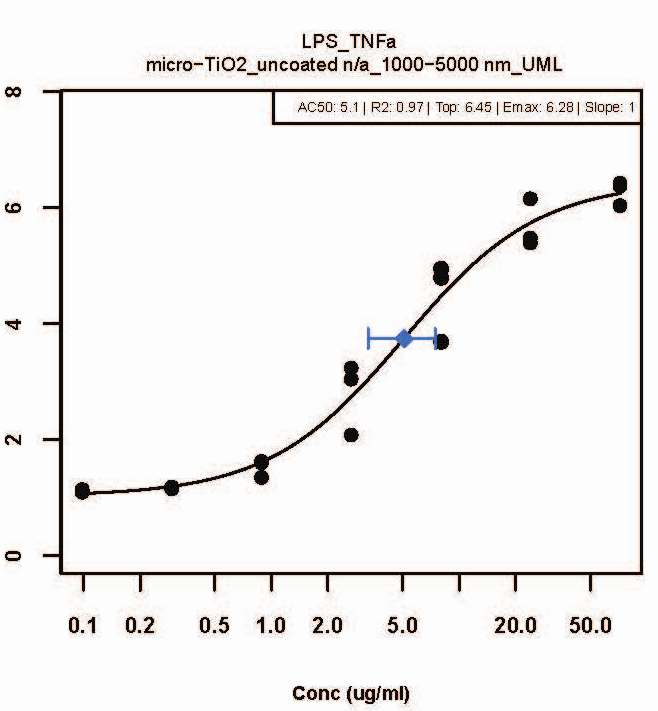 LPS_TNFa
micro-TiO2_uncoated n/a_1000-5000 nm_UML
AC50: 5.1 | R2: 0.97 | Top: 6.45 | Emax: 6.28 | Slope: 1
8
6
4
2
0
0.1 0.2 0.5 1.0 2.0 5.0 20.0 50.0
Conc (ug/ml)